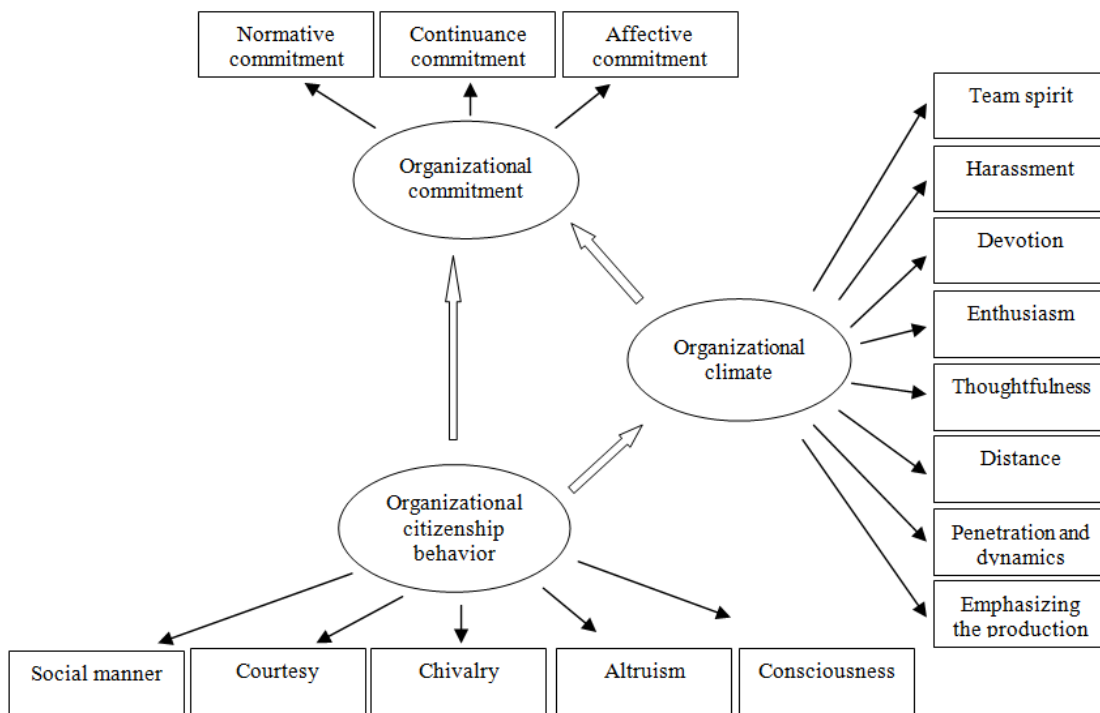 Normative
commitment
Continuance
commitment
Affective
commitment
Team spirit
Harassment
Devotion
Enthusiasm
Thoughtfulness
Distance
Penetration and
dynamics
Emphasizing
the production
Organizational
commitment
Organizational
climate
Organizational
citizenship
behavior
Social manner
Courtesy
Chivalry
Altruism
Consciousness